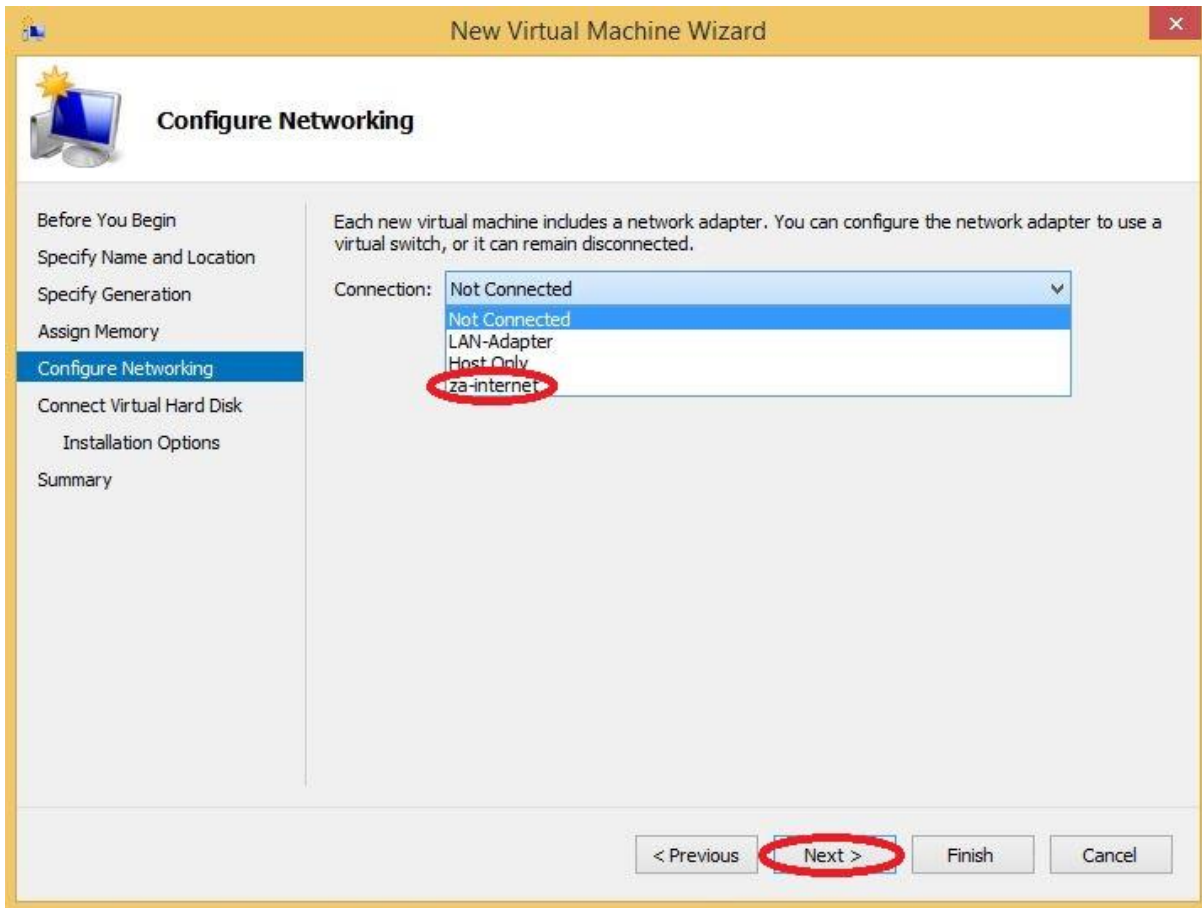 New Virtual Machine Wizard
Configure Networking
Before You Begin
Specify Name and Location
Specify Generation
Assign Memory
Configure Networking
Connect Virtual Hard Disk
Installation Options
Summary
Each new virtual machine includes a network adapter. You can configure the network adapter to use a
virtual switch, or it can remain disconnected.
Connection: Not Connected
Not Connected
LAN-Adapter
Host Only
za-internet
< Previous
Next >
Finish
Cancel